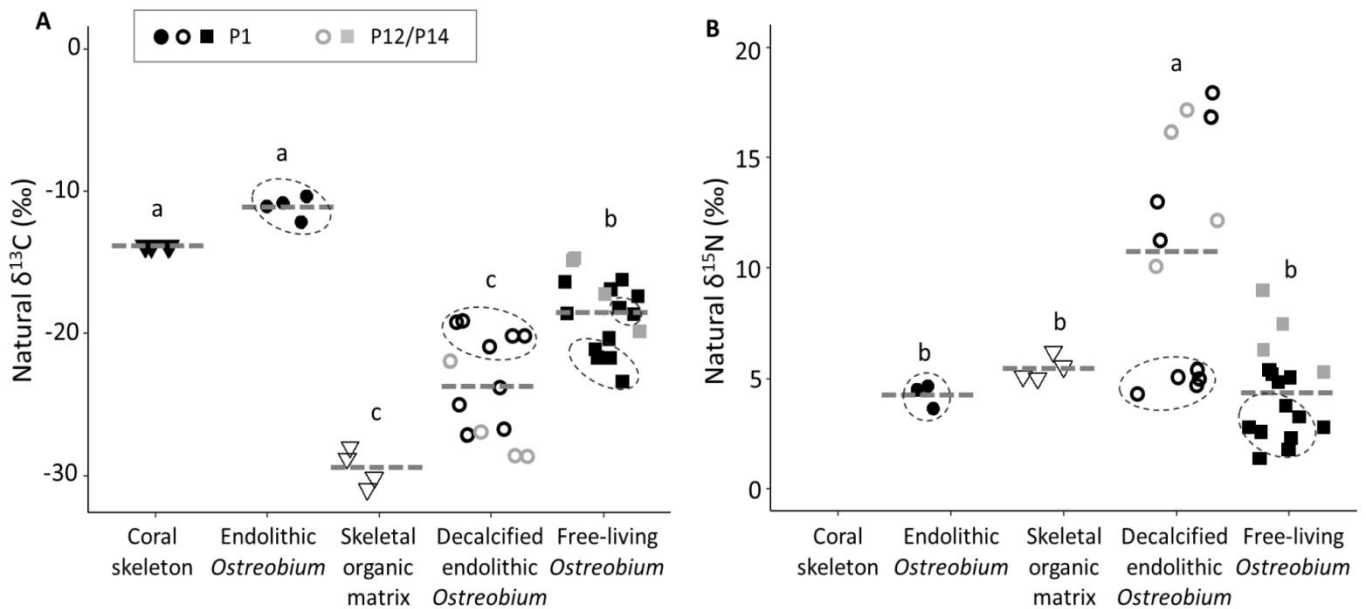 A
P1
P12/P14
Natural δ¹³C (‰)
0
-10
-20
-30
a
a
c
c
b
Coral
skeleton
Endolithic
Ostreobium
Skeletal
organic
matrix
Decalcified
endolithic
Ostreobium
Free-living
Ostreobium
B
Natural δ¹⁵N (‰)
20
15
10
5
0
b
b
a
b
Coral
skeleton
Endolithic
Ostreobium
Skeletal
organic
matrix
Decalcified
endolithic
Ostreobium
Free-living
Ostreobium